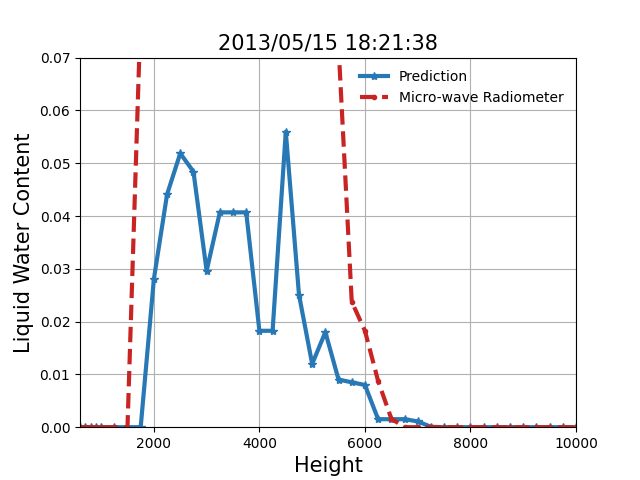 2013/05/15 18:21:38
Prediction
Micro-wave Radiometer
Liquid Water Content
0.07
0.06
0.05
0.04
0.03
0.02
0.01
0.00
2000 4000 6000 8000 10000
Height